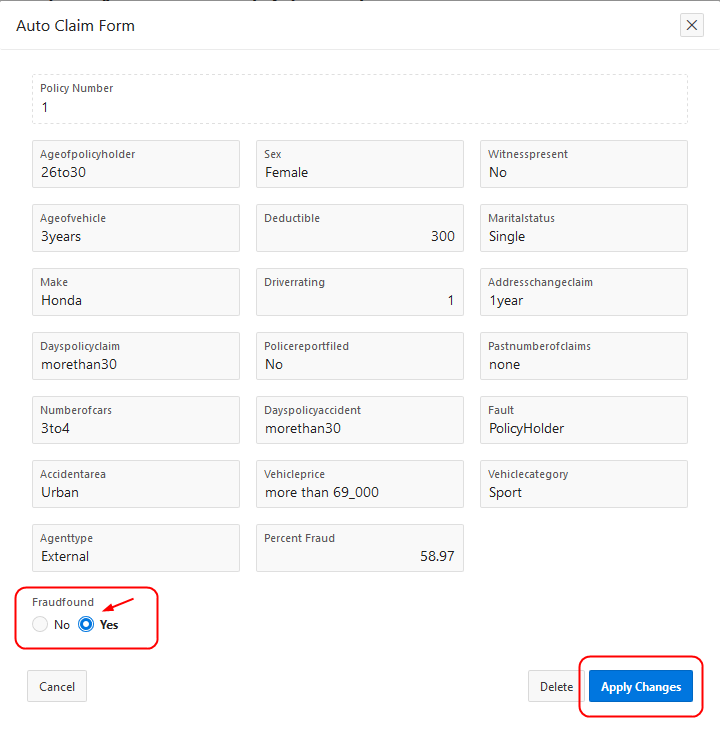 Auto Claim Form
Policy Number
1
Ageofpolicyholder
26to30
Sex
Female
Witnesspresent
No
Ageofvehicle
3years
Deductible
300
Maritalstatus
Single
Make
Honda
Driverrating
1
Addresschangeclaim
1year
Dayspolicyclaim
morethan30
Policereportfiled
No
Pastnumberofclaims
none
Numberofcars
3to4
Dayspolicyaccident
morethan30
Fault
PolicyHolder
Accidentarea
Urban
Vehicleprice
more than 69_000
Vehiclecategory
Sport
Agenttype
External
Percent Fraud
58.97
Fraudfound
No Yes
Cancel Delete Apply Changes